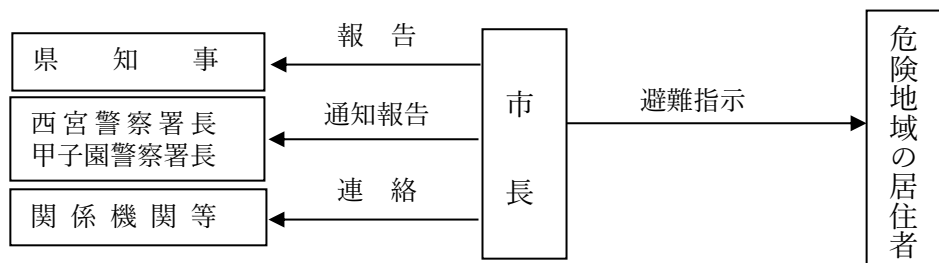 報 告
県 知 事
西宮警察署長
甲子園警察署長
通知報告
関係機関等
連 絡
市長
避難指示
危険地域の居住者